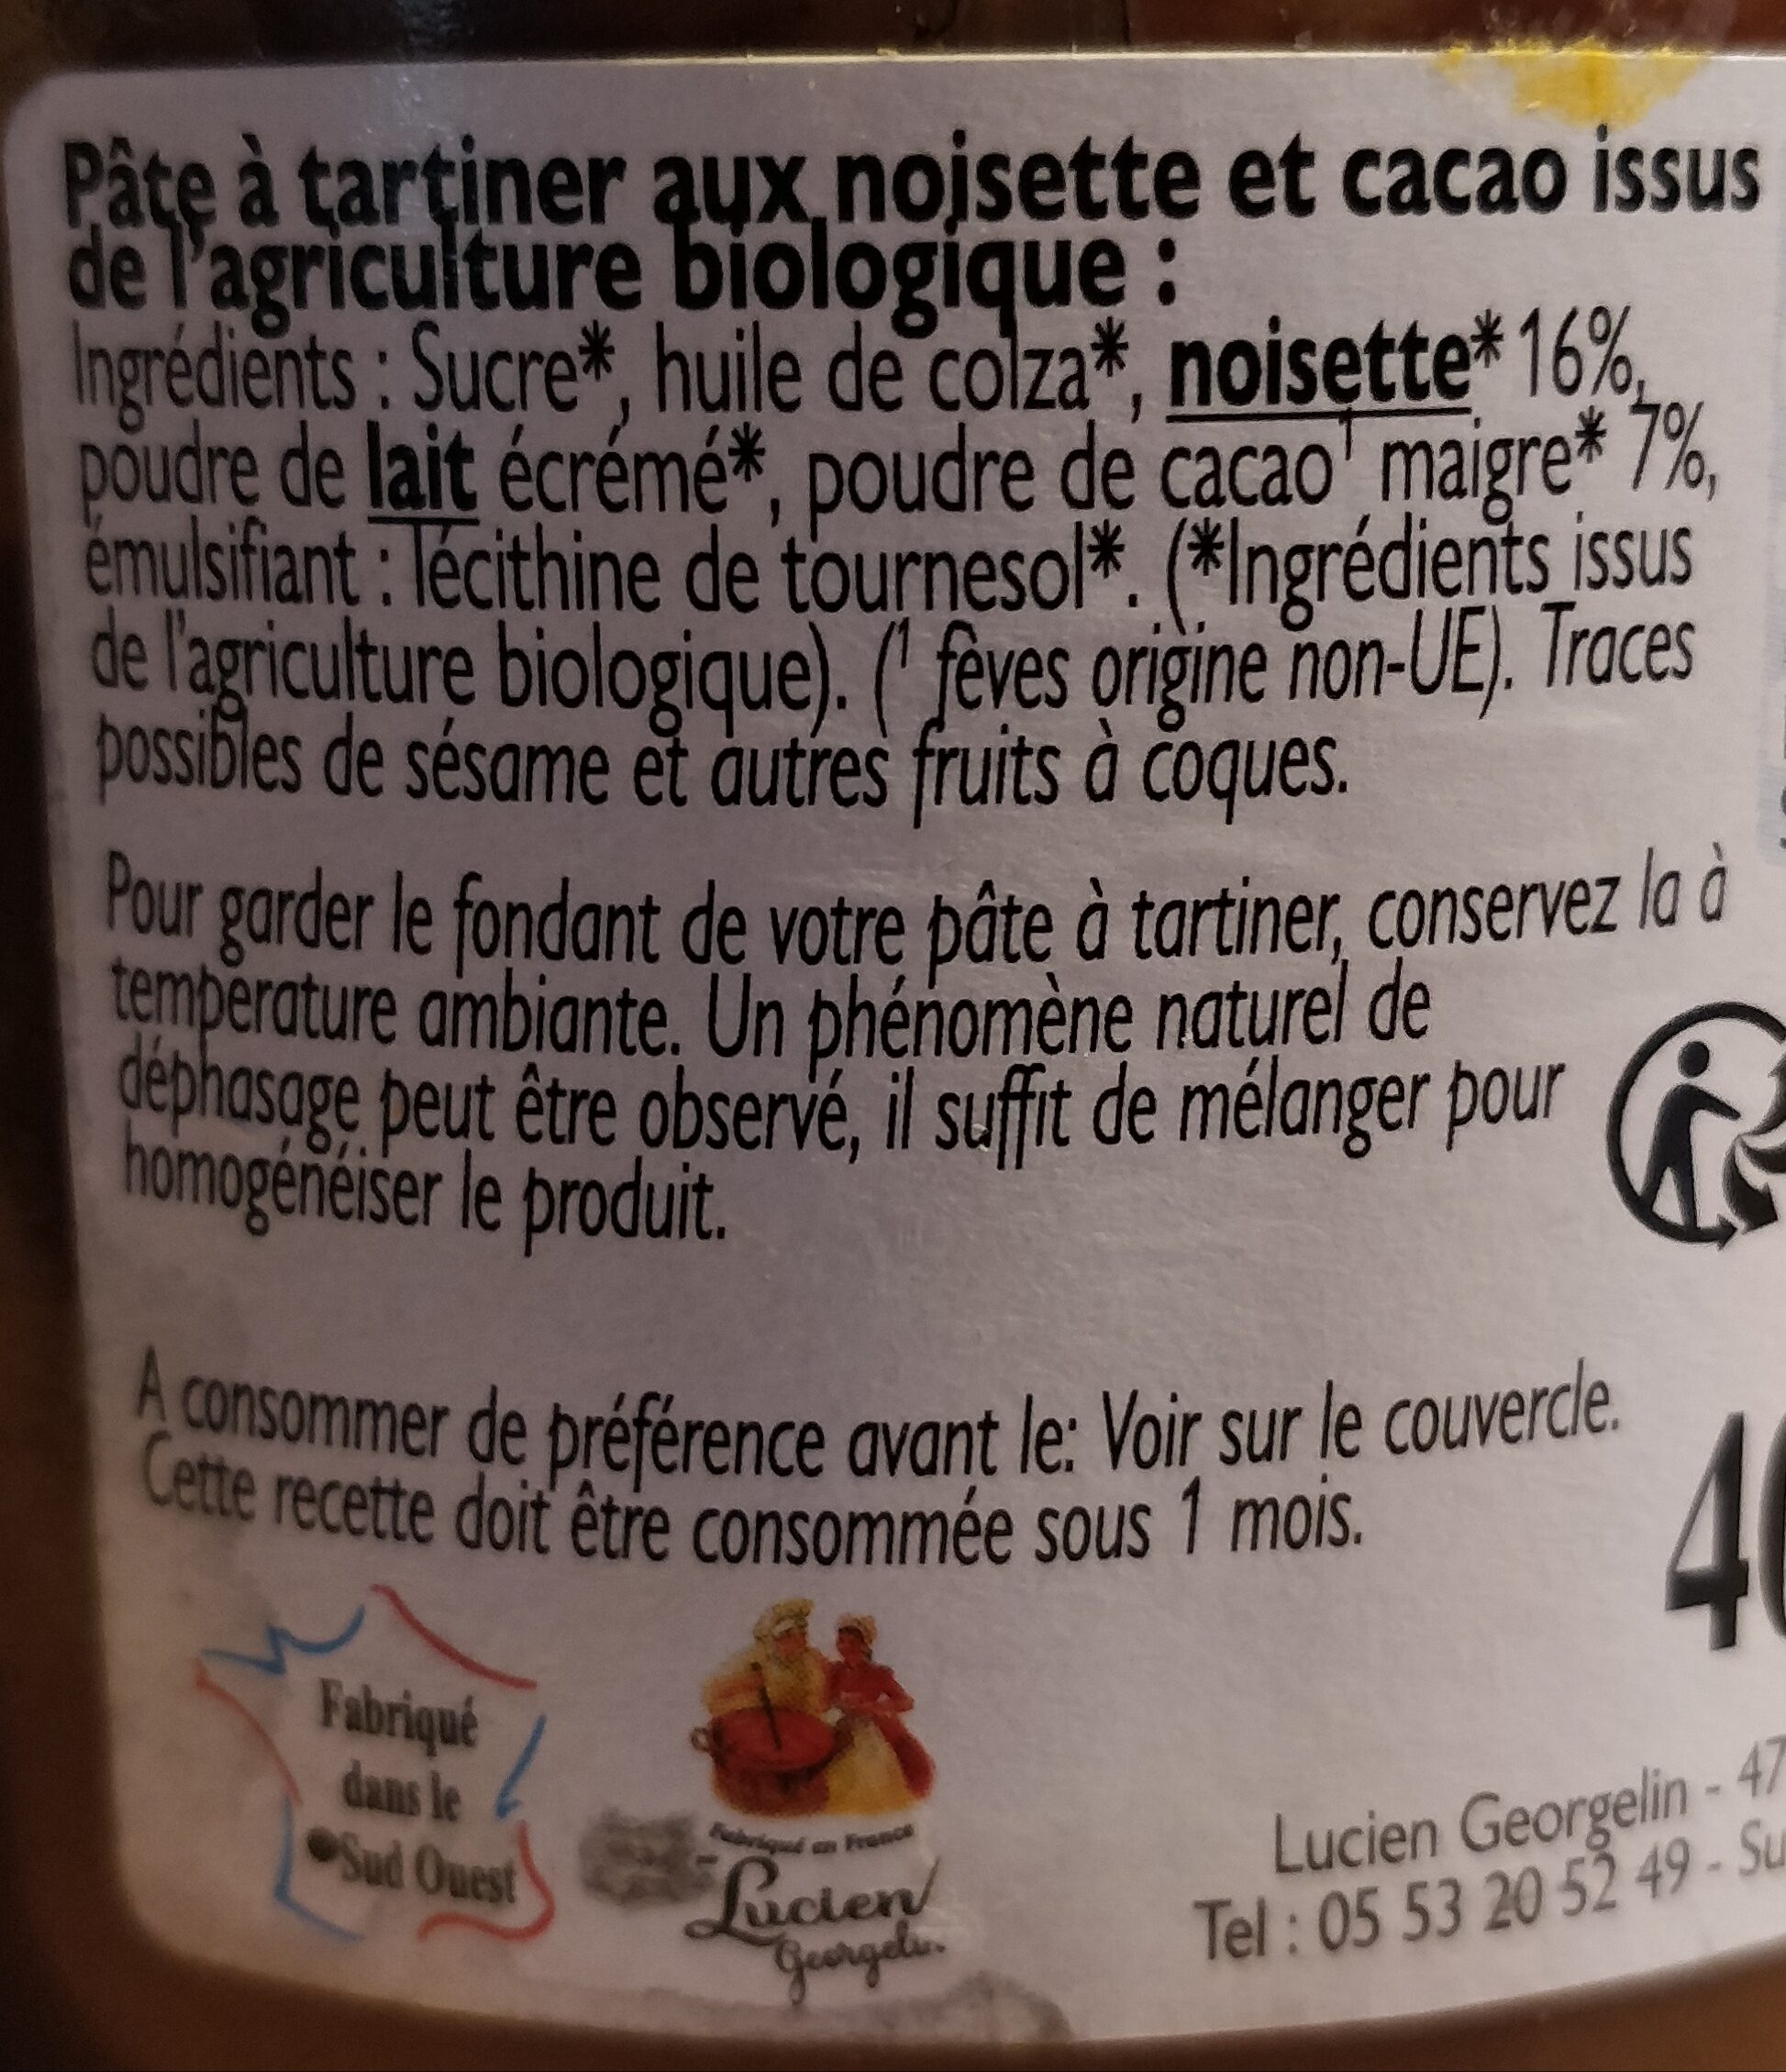 Pâte à tartiner aux noisette et cacao issus
de l'agriculture biologique :
Ingrédients : Sucre*, huile de colza*, noisette* 16%,
poudre de lait écrémé*, poudre de cacao¹ maigre* 7%,
émulsifiant : lécithine de tournesol*. (*Ingrédients issus
de l'agriculture biologique). (¹ fèves origine non-UE). Traces
possibles de sésame et autres fruits à coques.
Pour garder le fondant de votre pâte à tartiner, conservez la à
température ambiante. Un phénomène naturel de
déphasage peut être observé, il suffit de mélanger pour
homogénéiser le produit.
A consommer de préférence avant le: Voir sur le couvercle.
Cette recette doit être consommée sous 1 mois.
Fabriqué
dans le
Sud Ouest
Fabriqué en France
Lucien
Georgelin
Lucien Georgelin - 47
Tel : 05 53 20 52 49 - Su